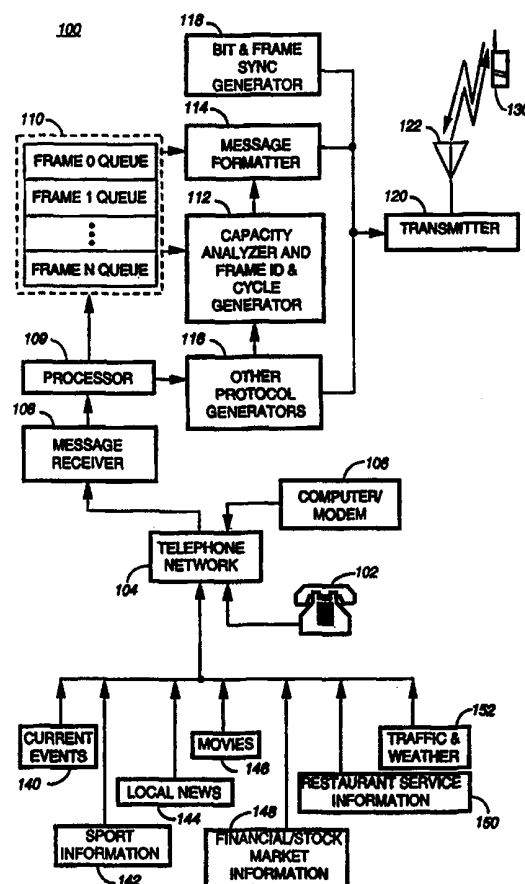 100
118
BIT & FRAME
SYNC
GENERATOR
130
110
114
122
FRAME 0 QUEUE
MESSAGE
FORMATTER
FRAME 1 QUEUE
112
120
TRANSMITTER
CAPACITY
ANALYZER AND
FRAME ID &
CYCLE
GENERATOR
FRAME N QUEUE
109
116
PROCESSOR
OTHER
PROTOCOL
GENERATORS
108
MESSAGE
RECEIVER
106
COMPUTER/
MODEM
TELEPHONE
NETWORK
104
102
CURRENT
EVENTS
140
MOVIES
146
152
TRAFFIC &
WEATHER
LOCAL NEWS
144
RESTAURANT SERVICE
INFORMATION
150
148
SPORT
INFORMATION
142
FINANCIAL/STOCK
MARKET
INFORMATION